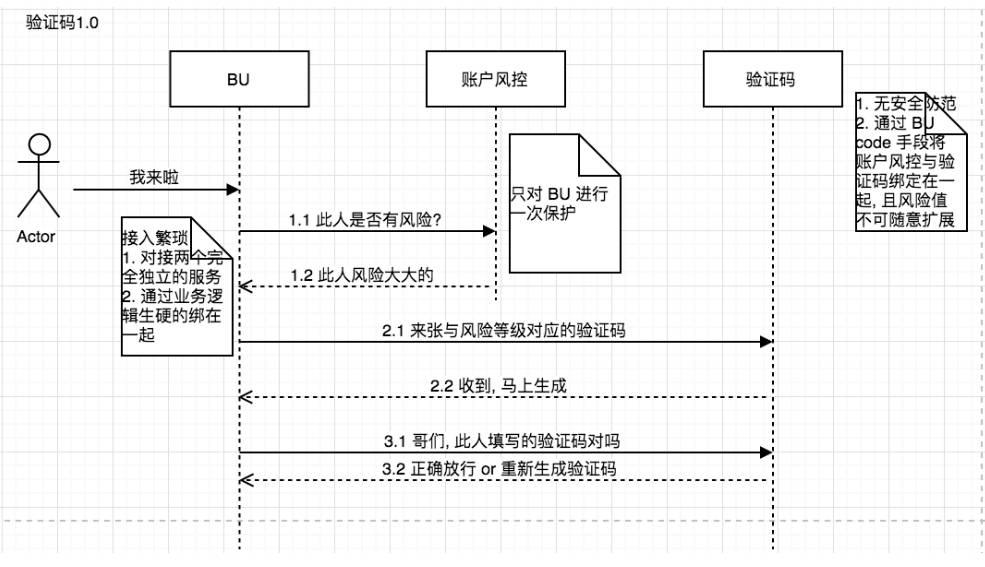 验证码1.0
BU
账户风控
验证码
1. 无安全防范
2. 通过 BU
code 手段将
账户风控与验
证码绑定在一
起, 且风险值
不可随意扩展
我来啦
只对 BU 进行
一次保护
Actor
1.1 此人是否有风险?
接入繁琐
1. 对接两个完
全独立的服务
2. 通过业务逻
辑生硬的绑在
一起
1.2 此人风险大大的
2.1 来张与风险等级对应的验证码
2.2 收到, 马上生成
3.1 哥们, 此人填写的验证码对吗
3.2 正确放行 or 重新生成验证码